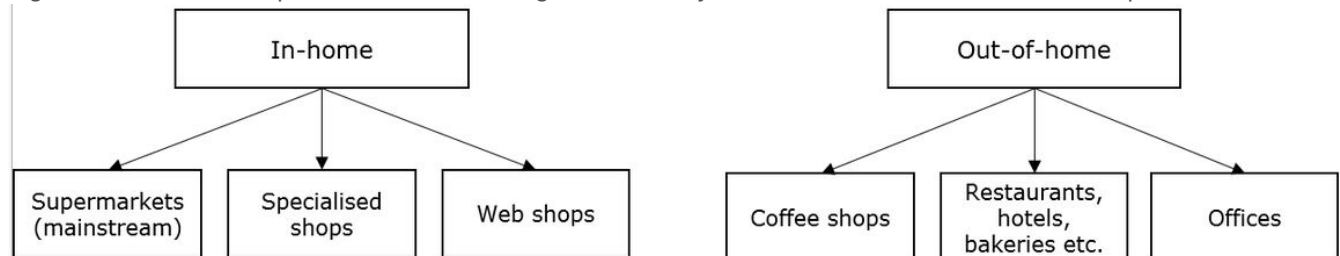 In-home
Out-of-home
Supermarkets
(mainstream)
Specialised
shops
Web shops
Coffee shops
Restaurants,
hotels,
bakeries etc.
Offices